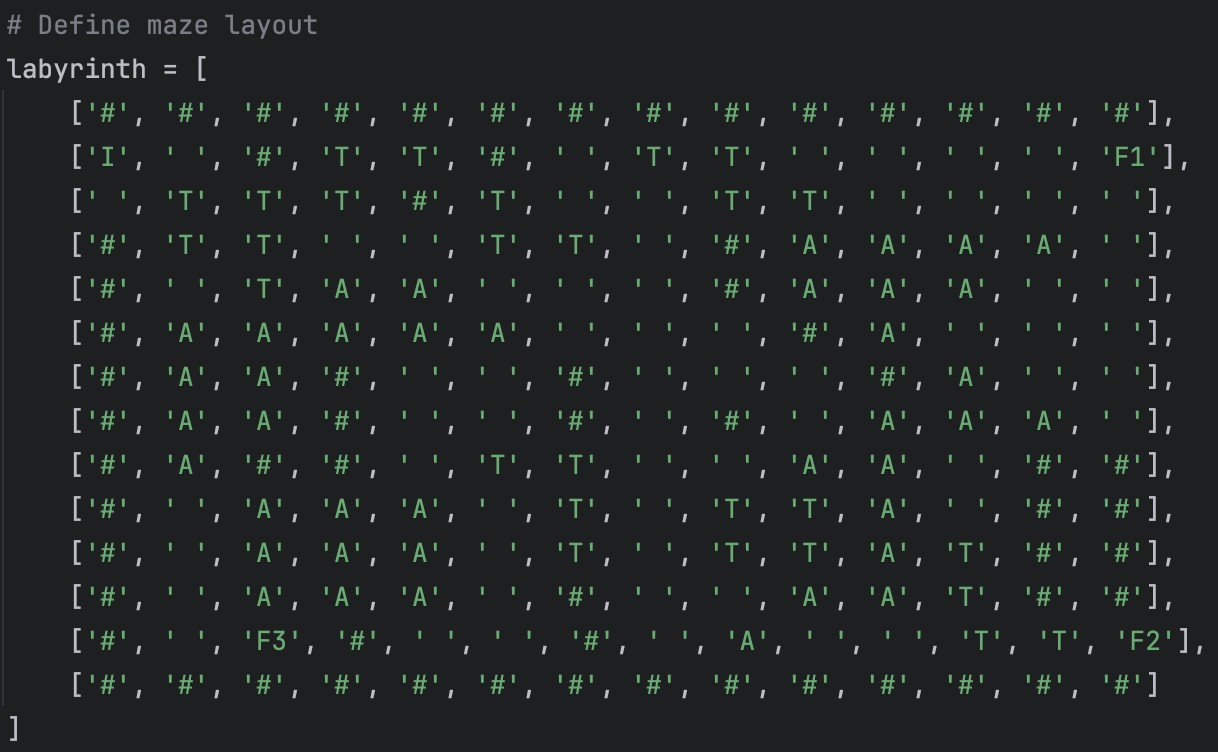 # Define maze layout
labyrinth = [
    ['#', '#', '#', '#', '#', '#', '#', '#', '#', '#', '#', '#', '#', '#'],
    ['I', ' ', '#', 'T', 'T', '#', ' ', 'T', 'T', ' ', ' ', ' ', ' ', 'F1'],
    [' ', 'T', 'T', 'T', '#', 'T', ' ', ' ', 'T', 'T', ' ', ' ', ' ', ' '],
    ['#', 'T', 'T', ' ', ' ', 'T', 'T', ' ', '#', 'A', 'A', 'A', 'A', ' '],
    ['#', ' ', 'T', 'A', 'A', ' ', ' ', ' ', '#', 'A', 'A', 'A', ' ', ' '],
    ['#', 'A', 'A', 'A', 'A', 'A', ' ', ' ', ' ', '#', 'A', ' ', ' ', ' '],
    ['#', 'A', 'A', '#', ' ', ' ', '#', ' ', ' ', ' ', '#', 'A', ' ', ' '],
    ['#', 'A', 'A', '#', ' ', ' ', '#', ' ', '#', ' ', 'A', 'A', 'A', ' '],
    ['#', 'A', '#', '#', ' ', 'T', 'T', ' ', ' ', 'A', 'A', ' ', '#', '#'],
    ['#', ' ', 'A', 'A', 'A', ' ', 'T', ' ', 'T', 'T', 'A', ' ', '#', '#'],
    ['#', ' ', 'A', 'A', 'A', ' ', 'T', ' ', 'T', 'T', 'A', 'T', '#', '#'],
    ['#', ' ', 'A', 'A', 'A', ' ', '#', ' ', ' ', 'A', 'A', 'T', '#', '#'],
    ['#', ' ', 'F3', '#', ' ', ' ', '#', ' ', 'A', ' ', ' ', 'T', 'T', 'F2'],
    ['#', '#', '#', '#', '#', '#', '#', '#', '#', '#', '#', '#', '#', '#']
]